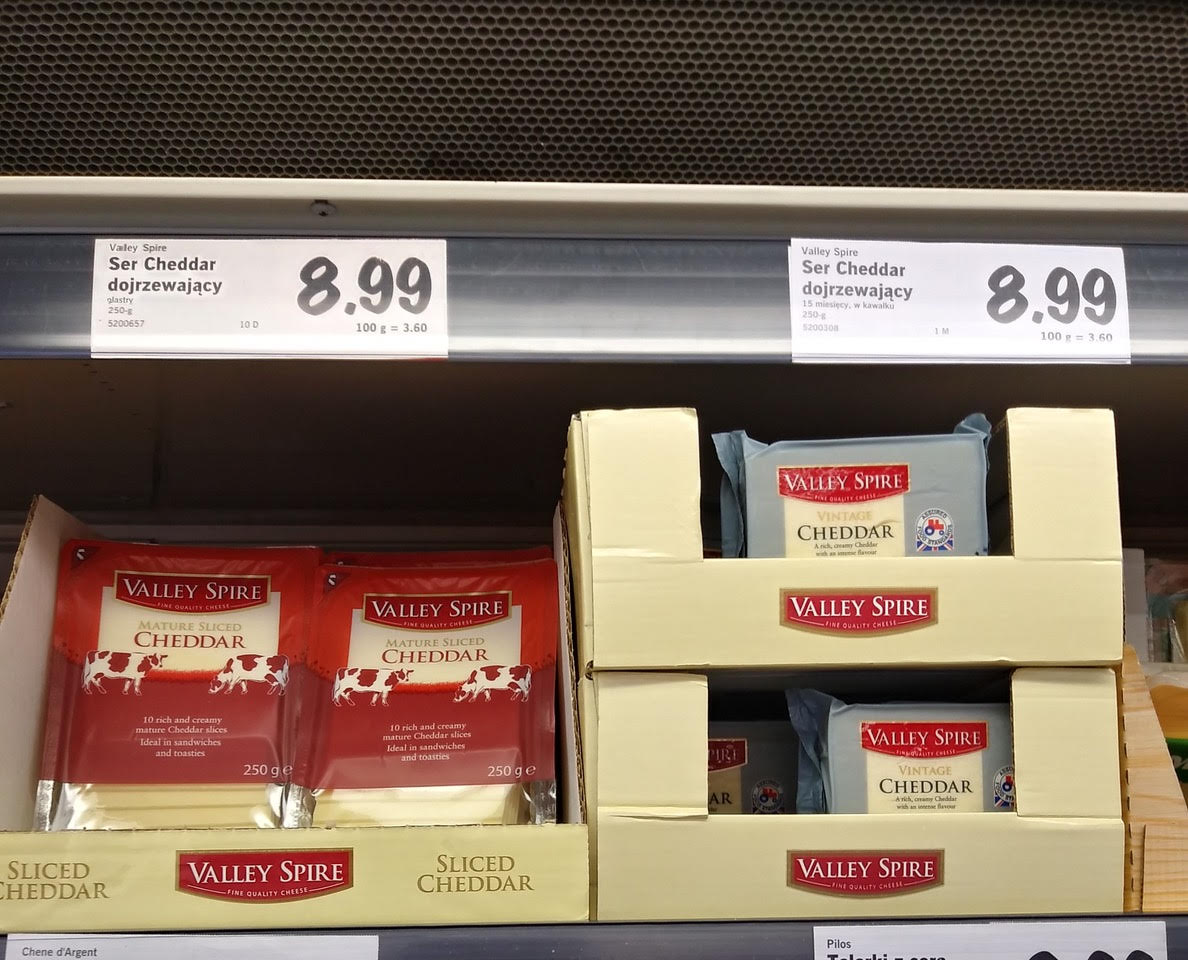 Valley Spire
Ser Cheddar
dojrzewający
plastry
250-g
5200657
10 D
8.99
100 g = 3.60
Valley Spire
Ser Cheddar
dojrzewający
15 miesięcy, w kawałku
250-g
5200308
1 M
8.99
100 g = 3.60
VALLEY SPIRE
FINE QUALITY CHEESE
MATURE SLICED
CHEDDAR
10 rich and creamy
mature Cheddar slices
Ideal in sandwiches
and toasties
250 g e
VALLEY SPIRE
FINE QUALITY CHEESE
MATURE SLICED
CHEDDAR
10 rich and creamy
mature Cheddar slices
Ideal in sandwiches
and toasties
250 g e
SLICED
CHEDDAR
VALLEY SPIRE
FINE QUALITY CHEESE
SLICED
CHEDDAR
VALLEY SPIRE
FINE QUALITY CHEESE
VINTAGE
CHEDDAR
A rich, creamy Cheddar
with an intense flavour
ASSURED
FOOD STANDARDS
VALLEY SPIRE
FINE QUALITY CHEESE
PIRE
AR
VALLEY SPIRE
FINE QUALITY CHEESE
VINTAGE
CHEDDAR
A rich, creamy Cheddar
with an intense flavour
VALLEY SPIRE
FINE QUALITY CHEESE
Chene d'Argent
Pilos